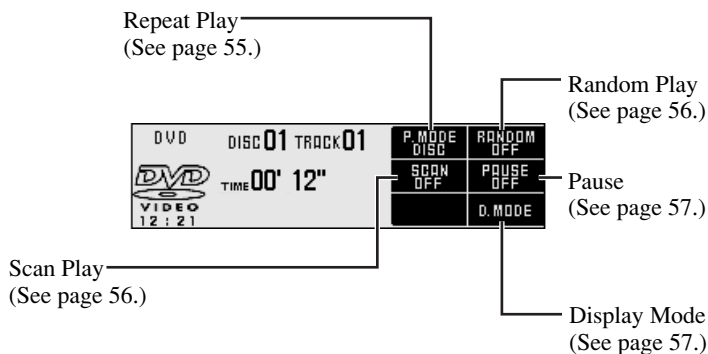 Repeat Play
(See page 55.)
Random Play
(See page 56.)
DVD DISC 01 TRACK 01
P.MODE DISC
RANDOM OFF
DVD VIDEO
TIME 00' 12"
SCAN OFF
PAUSE OFF
Pause
(See page 57.)
12:21
D.MODE
Scan Play
(See page 56.)
Display Mode
(See page 57.)